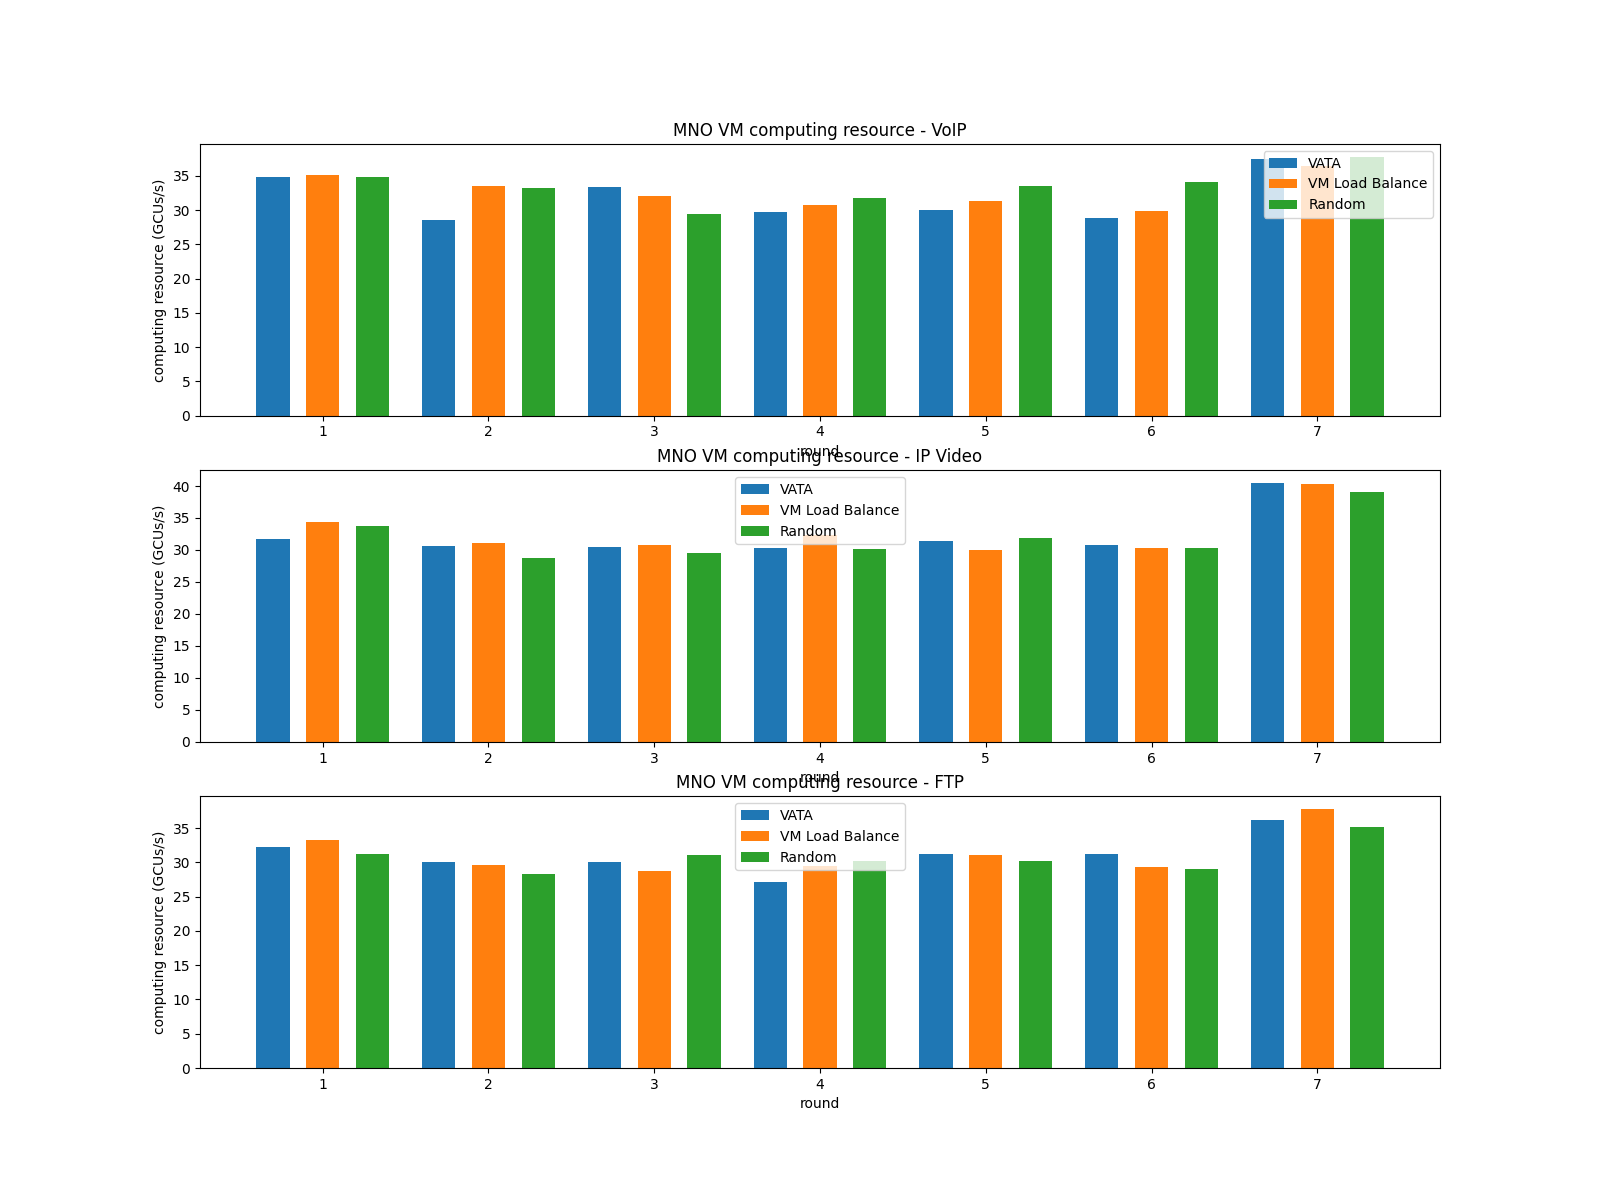 MNO VM computing resource - VoIP
computing resource (GCUs/s)
35
30
25
20
15
10
5
0
VATA
VM Load Balance
Random
1 2 3 4 5 6 7
round
MNO VM computing resource - IP Video
computing resource (GCUs/s)
40
35
30
25
20
15
10
5
0
VATA
VM Load Balance
Random
1 2 3 4 5 6 7
round
MNO VM computing resource - FTP
computing resource (GCUs/s)
35
30
25
20
15
10
5
0
VATA
VM Load Balance
Random
1 2 3 4 5 6 7
round